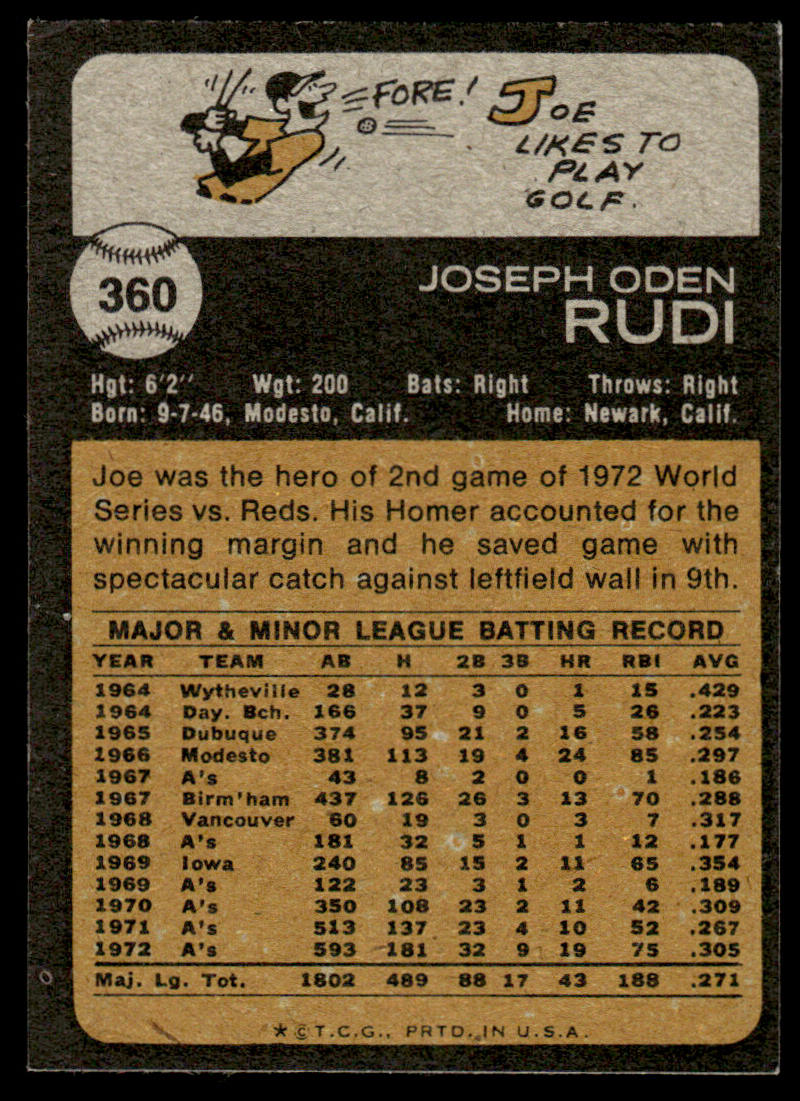 FORE! JOE
LIKES TO
PLAY
GOLF.
360
JOSEPH ODEN
RUDI
Hgt: 6'2" Wgt: 200 Bats: Right Throws: Right
Born: 9-7-46, Modesto, Calif. Home: Newark, Calif.
Joe was the hero of 2nd game of 1972 World
Series vs. Reds. His Homer accounted for the
winning margin and he saved game with
spectacular catch against leftfield wall in 9th.
MAJOR & MINOR LEAGUE BATTING RECORD
YEAR TEAM AB H 2B 3B HR RBI AVG
1964 Wytheville 28 12 3 0 1 15 .429
1964 Day. Bch. 166 37 9 0 5 26 .223
1965 Dubuque 374 95 21 2 16 58 .254
1966 Modesto 381 113 19 4 24 85 .297
1967 A's 43 8 2 0 0 1 .186
1967 Birm'ham 437 126 26 3 13 70 .288
1968 Vancouver 60 19 3 0 3 7 .317
1968 A's 181 32 5 1 1 12 .177
1969 Iowa 240 85 15 2 11 65 .354
1969 A's 122 23 3 1 2 6 .189
1970 A's 350 108 23 2 11 42 .309
1971 A's 513 137 23 4 10 52 .267
1972 A's 593 181 32 9 19 75 .305
Maj. Lg. Tot. 1802 489 88 17 43 188 .271
* © T.C.G., PRTD. IN U.S.A.